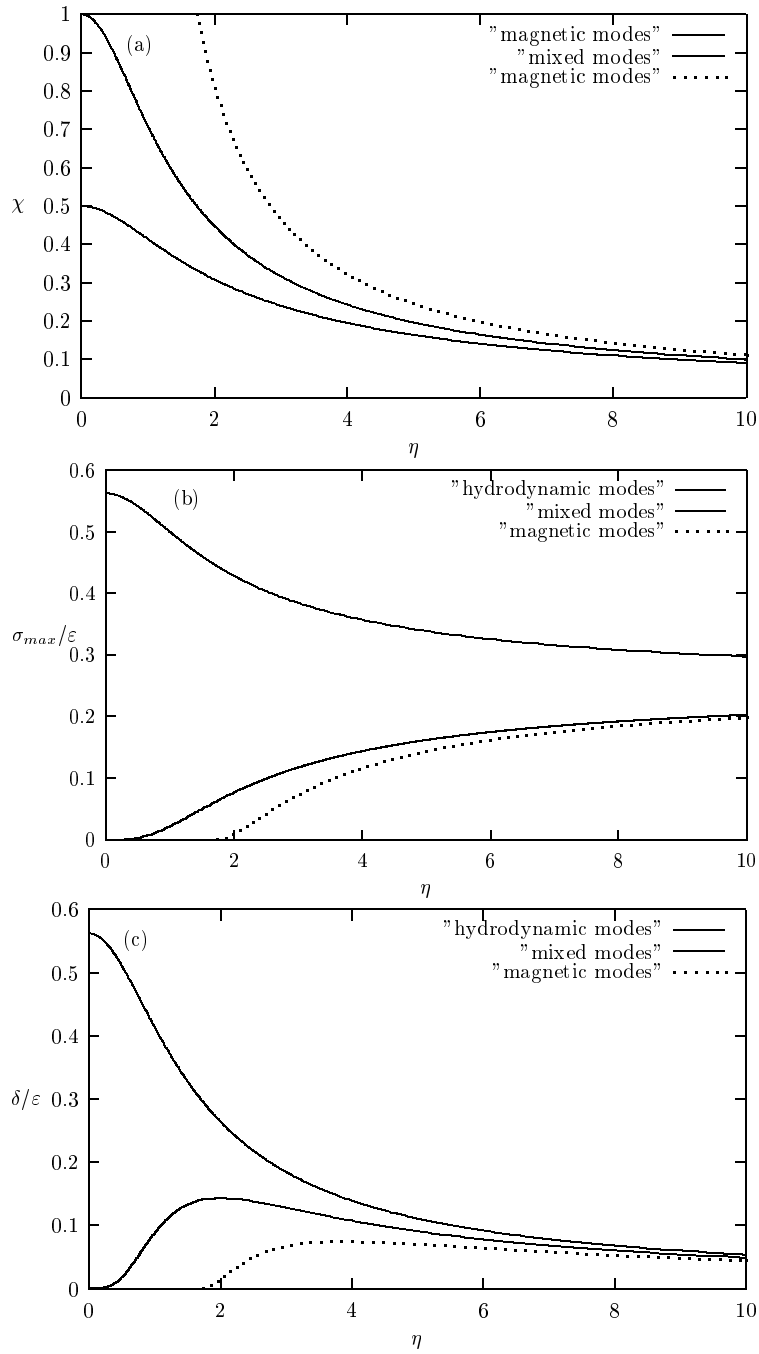 1
(a)
"magnetic modes"
0.9
"mixed modes"
"magnetic modes"
0.8
0.7
0.6
χ
0.5
0.4
0.3
0.2
0.1
0
0 2 4 6 8 10
η
0.6
(b)
"hydrodynamic modes"
"mixed modes"
0.5
"magnetic modes"
0.4
σmax/ε
0.3
0.2
0.1
0
0 2 4 6 8 10
η
0.6
(c)
"hydrodynamic modes"
"mixed modes"
0.5
"magnetic modes"
0.4
δ/ε
0.3
0.2
0.1
0
0 2 4 6 8 10
η